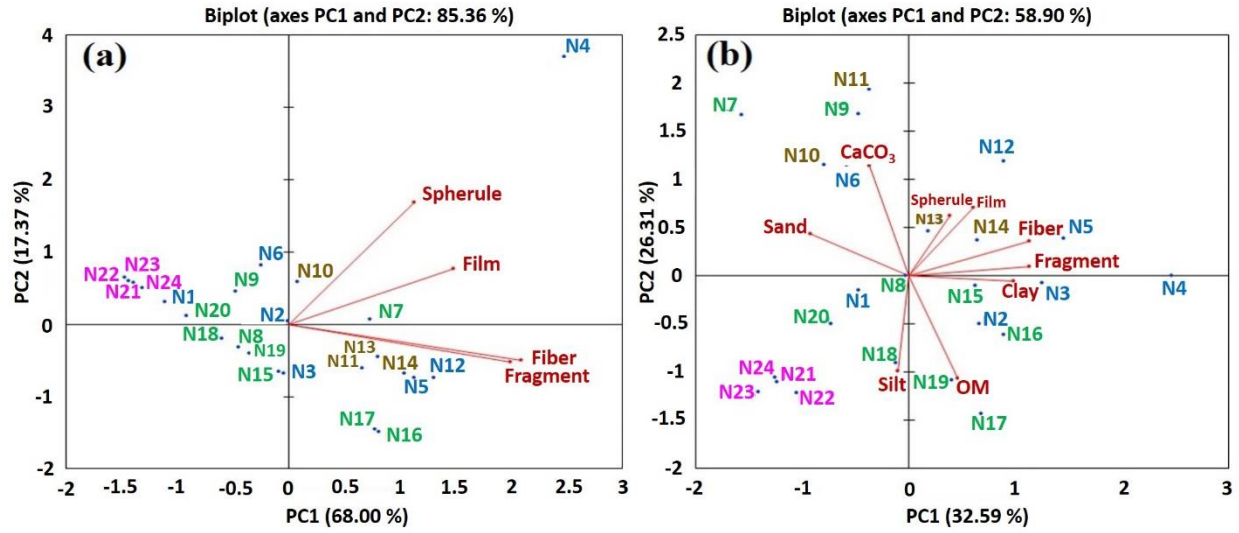 Biplot (axes PC1 and PC2: 85.36 %)
(a)
4
3
2
1
0
-1
-2
PC2 (17.37 %)
N4
Spherule
Film
N6
N10
N23
N22
N24
N21
N9
N1
N20
N2
N7
N18
N8
N19
N13
N11
N14
N12
N5
N15
N3
Fiber
Fragment
N17
N16
-2
-1.5
-1
-0.5
0
0.5
1
1.5
2
2.5
3
PC1 (68.00 %)
Biplot (axes PC1 and PC2: 58.90 %)
(b)
2.5
2
1.5
1
0.5
0
-0.5
-1
-1.5
-2
PC2 (26.31 %)
N11
N7
N9
N12
N10
CaCO₃
N6
Spherule
Film
N13
N14
Fiber
N5
Sand
Fragment
N8
Clay
N15
N3
N4
N1
N20
N2
N16
N18
N24
N21
N23
N22
Silt
N19
OM
N17
-2
-1
0
1
2
3
PC1 (32.59 %)